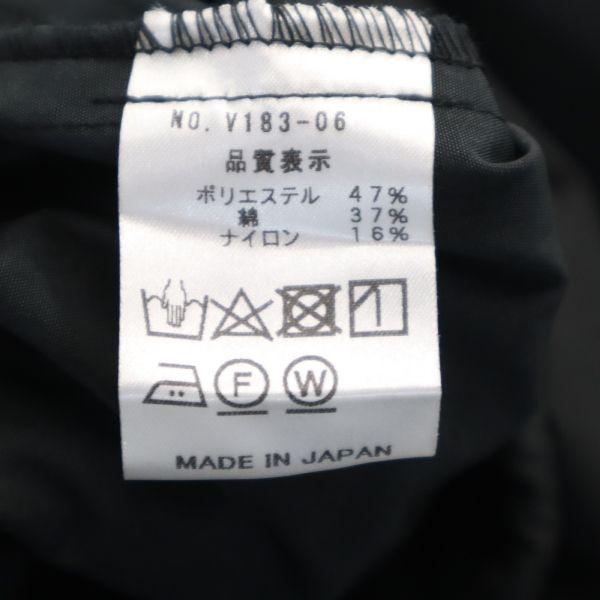 NO. V183-06
品質表示
ポリエステル 47%
綿 37%
ナイロン 16%
F W
MADE IN JAPAN